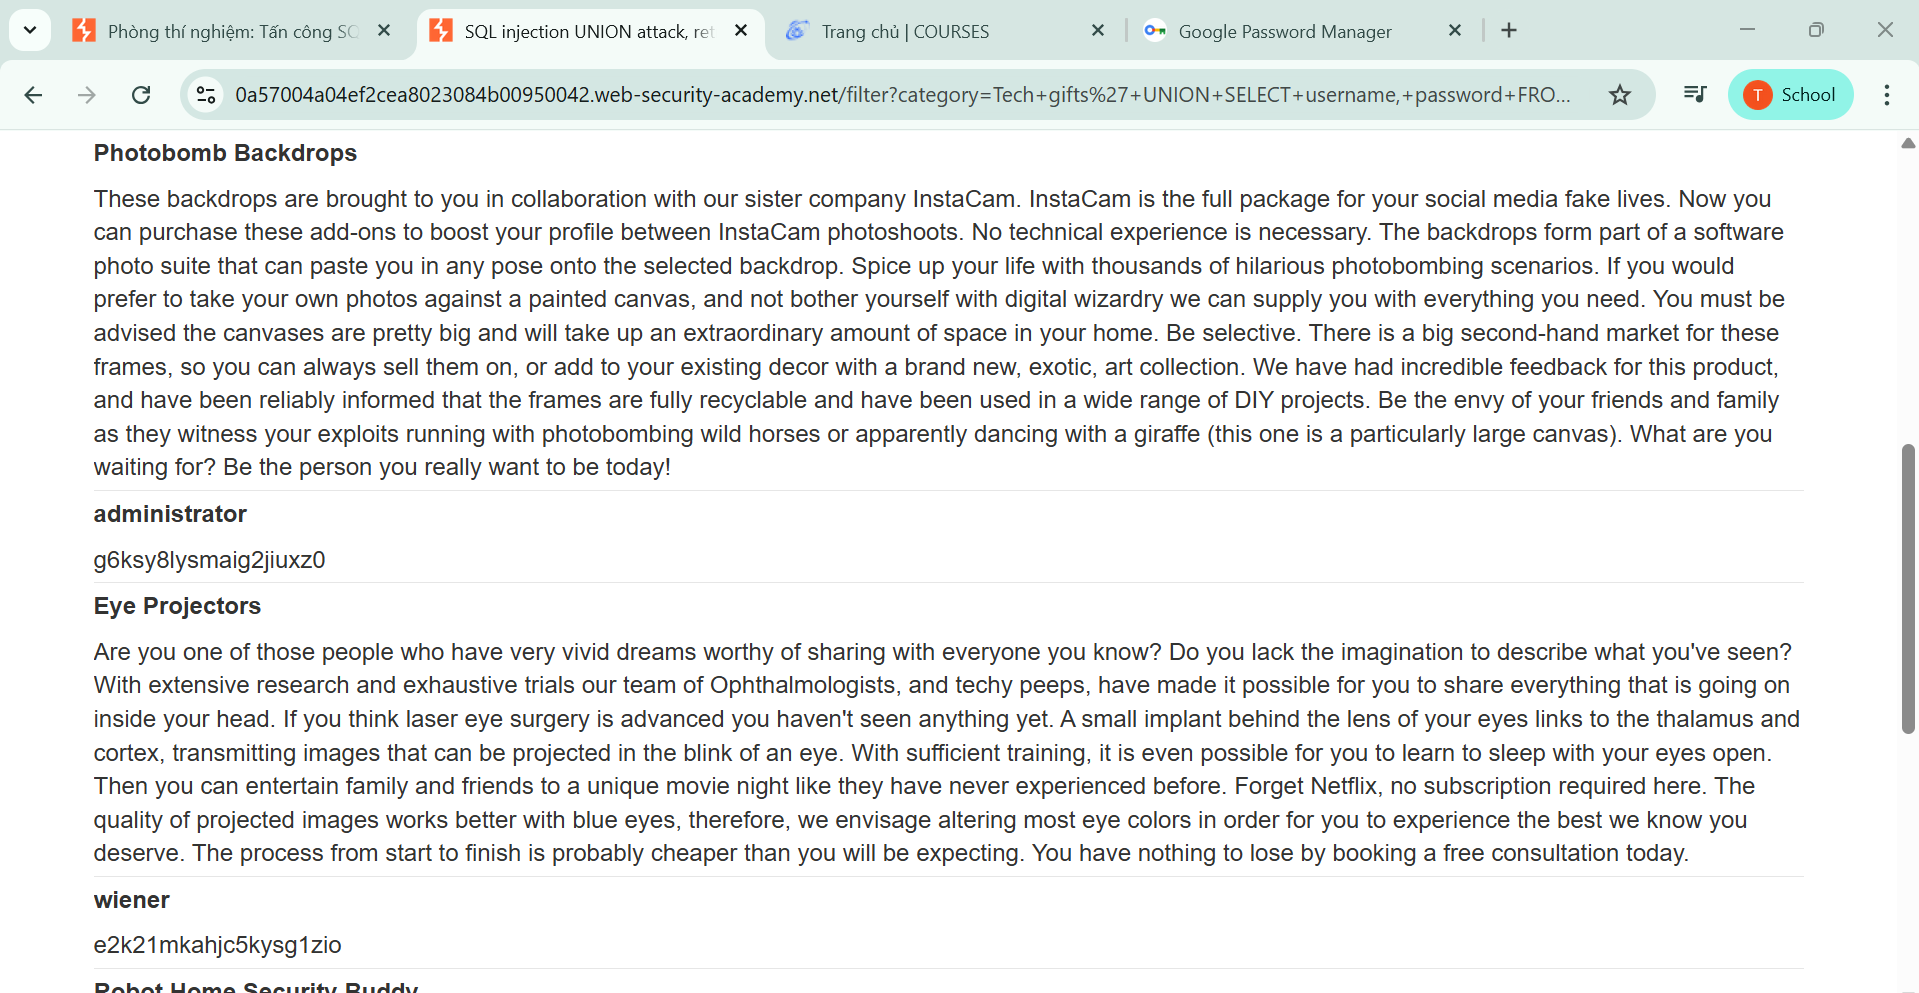 Phòng thí nghiệm: Tấn công SQ
SQL injection UNION attack, ret
Trang chủ | COURSES
Google Password Manager
0a57004a04ef2cea8023084b00950042.web-security-academy.net/filter?category=Tech+gifts%27+UNION+SELECT+username,+password+FRO...
T School
Photobomb Backdrops
These backdrops are brought to you in collaboration with our sister company InstaCam. InstaCam is the full package for your social media fake lives. Now you
can purchase these add-ons to boost your profile between InstaCam photoshoots. No technical experience is necessary. The backdrops form part of a software
photo suite that can paste you in any pose onto the selected backdrop. Spice up your life with thousands of hilarious photobombing scenarios. If you would
prefer to take your own photos against a painted canvas, and not bother yourself with digital wizardry we can supply you with everything you need. You must be
advised the canvases are pretty big and will take up an extraordinary amount of space in your home. Be selective. There is a big second-hand market for these
frames, so you can always sell them on, or add to your existing decor with a brand new, exotic, art collection. We have had incredible feedback for this product,
and have been reliably informed that the frames are fully recyclable and have been used in a wide range of DIY projects. Be the envy of your friends and family
as they witness your exploits running with photobombing wild horses or apparently dancing with a giraffe (this one is a particularly large canvas). What are you
waiting for? Be the person you really want to be today!
administrator
g6ksy8lysmaig2jiuxz0
Eye Projectors
Are you one of those people who have very vivid dreams worthy of sharing with everyone you know? Do you lack the imagination to describe what you've seen?
With extensive research and exhaustive trials our team of Ophthalmologists, and techy peeps, have made it possible for you to share everything that is going on
inside your head. If you think laser eye surgery is advanced you haven't seen anything yet. A small implant behind the lens of your eyes links to the thalamus and
cortex, transmitting images that can be projected in the blink of an eye. With sufficient training, it is even possible for you to learn to sleep with your eyes open.
Then you can entertain family and friends to a unique movie night like they have never experienced before. Forget Netflix, no subscription required here. The
quality of projected images works better with blue eyes, therefore, we envisage altering most eye colors in order for you to experience the best we know you
deserve. The process from start to finish is probably cheaper than you will be expecting. You have nothing to lose by booking a free consultation today.
wiener
e2k21mkahjc5kysg1zio
Robot Home Security Buddy